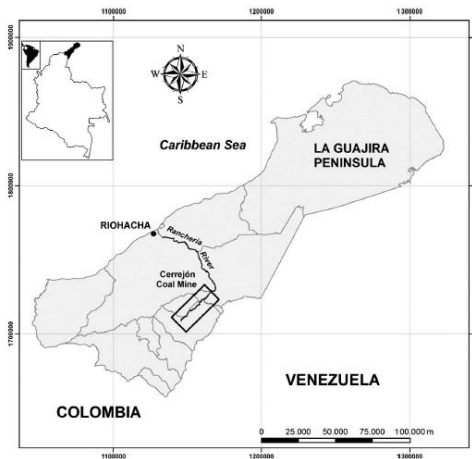 1100000
1200000
1300000
1900000
N
W
E
S
Caribbean Sea
LA GUAJIRA
PENINSULA
1800000
RIOHACHA
Ranchería River
Cerrejón
Coal Mine
1700000
VENEZUELA
COLOMBIA
0 25.000 50.000 75.000 100.000 m
1100000
1200000
1300000